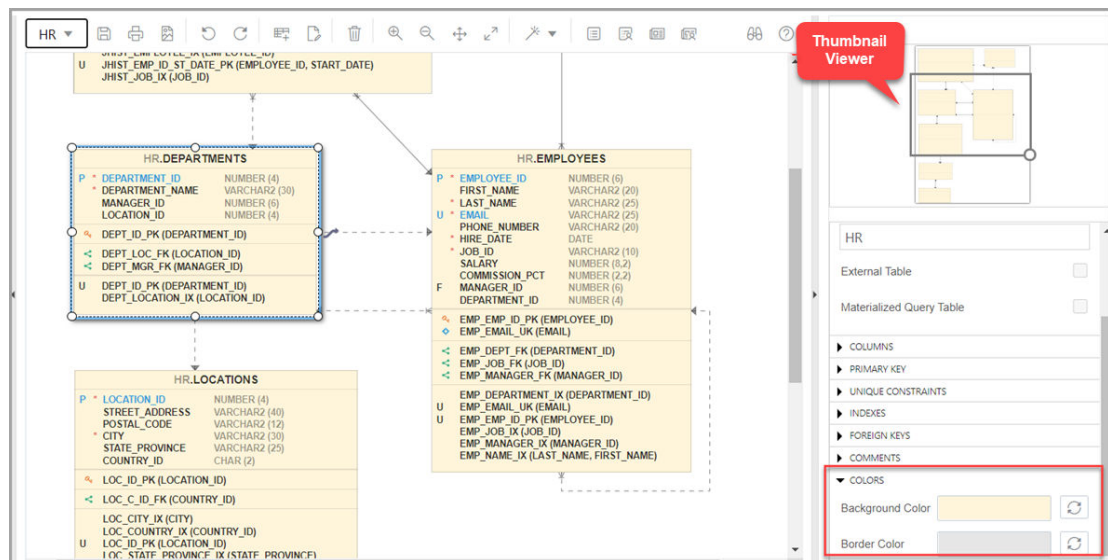 HR
Thumbnail
Viewer
JHIST_EMPLOYEE_IX (EMPLOYEE_ID)
U JHIST_EMP_ID_ST_DATE_PK (EMPLOYEE_ID, START_DATE)
JHIST_JOB_IX (JOB_ID)
HR.DEPARTMENTS
P * DEPARTMENT_ID NUMBER (4)
* DEPARTMENT_NAME VARCHAR2 (30)
MANAGER_ID NUMBER (6)
LOCATION_ID NUMBER (4)
DEPT_ID_PK (DEPARTMENT_ID)
DEPT_LOC_FK (LOCATION_ID)
DEPT_MGR_FK (MANAGER_ID)
U DEPT_ID_PK (DEPARTMENT_ID)
DEPT_LOCATION_IX (LOCATION_ID)
HR.EMPLOYEES
P * EMPLOYEE_ID NUMBER (6)
FIRST_NAME VARCHAR2 (20)
* LAST_NAME VARCHAR2 (25)
U * EMAIL VARCHAR2 (25)
PHONE_NUMBER VARCHAR2 (20)
* HIRE_DATE DATE
* JOB_ID VARCHAR2 (10)
SALARY NUMBER (8,2)
COMMISSION_PCT NUMBER (2,2)
F MANAGER_ID NUMBER (6)
DEPARTMENT_ID NUMBER (4)
EMP_EMP_ID_PK (EMPLOYEE_ID)
EMP_EMAIL_UK (EMAIL)
EMP_DEPT_FK (DEPARTMENT_ID)
EMP_JOB_FK (JOB_ID)
EMP_MANAGER_FK (MANAGER_ID)
EMP_DEPARTMENT_IX (DEPARTMENT_ID)
U EMP_EMAIL_UK (EMAIL)
U EMP_EMP_ID_PK (EMPLOYEE_ID)
EMP_JOB_IX (JOB_ID)
EMP_MANAGER_IX (MANAGER_ID)
EMP_NAME_IX (LAST_NAME, FIRST_NAME)
HR.LOCATIONS
P * LOCATION_ID NUMBER (4)
STREET_ADDRESS VARCHAR2 (40)
POSTAL_CODE VARCHAR2 (12)
* CITY VARCHAR2 (30)
STATE_PROVINCE VARCHAR2 (25)
COUNTRY_ID CHAR (2)
LOC_ID_PK (LOCATION_ID)
LOC_C_ID_FK (COUNTRY_ID)
LOC_CITY_IX (CITY)
LOC_COUNTRY_IX (COUNTRY_ID)
U LOC_ID_PK (LOCATION_ID)
LOC_STATE_PROVINCE_IX (STATE_PROVINCE)
HR
External Table
Materialized Query Table
COLUMNS
PRIMARY KEY
UNIQUE CONSTRAINTS
INDEXES
FOREIGN KEYS
COMMENTS
COLORS
Background Color
Border Color